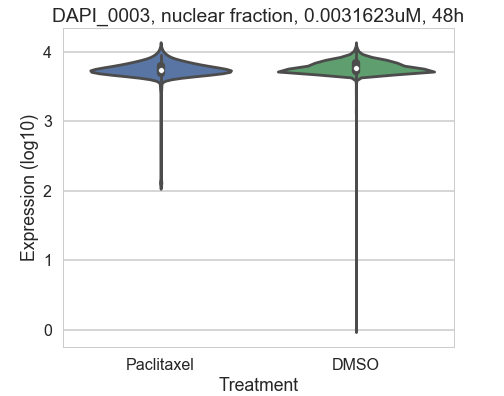 DAPI_0003, nuclear fraction, 0.0031623uM, 48h
Expression (log10)
4
3
2
1
0
Paclitaxel DMSO
Treatment